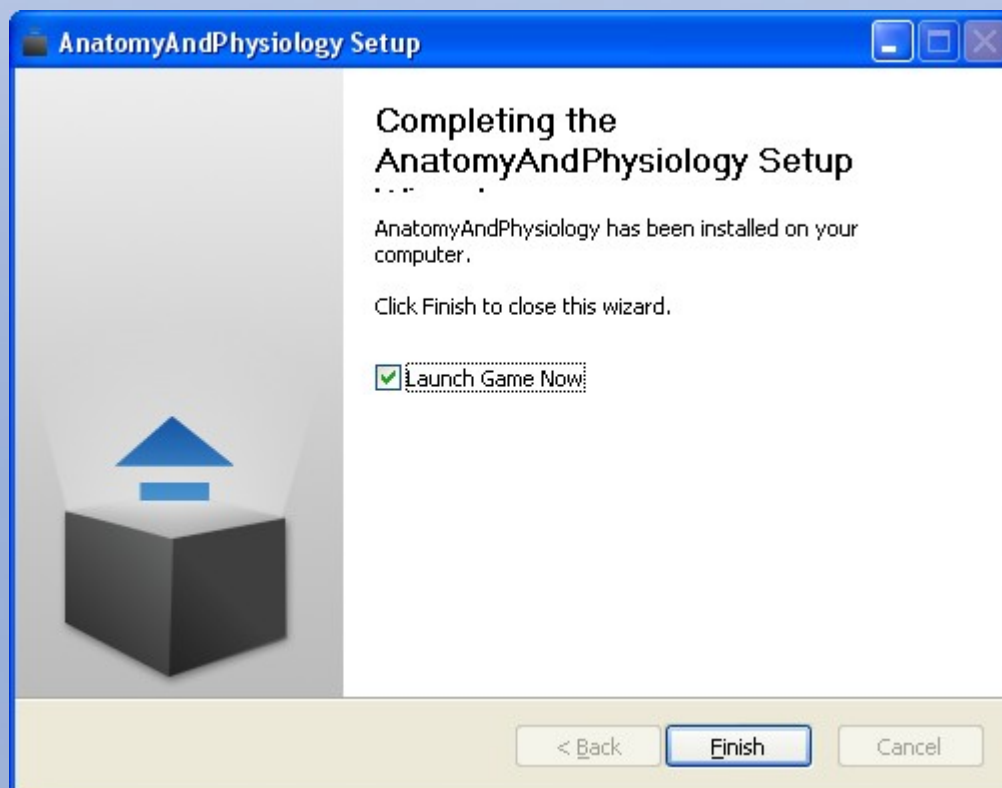 AnatomyAndPhysiology Setup
Completing the
AnatomyAndPhysiology Setup
AnatomyAndPhysiology has been installed on your
computer.
Click Finish to close this wizard.
Launch Game Now
< Back
Finish
Cancel